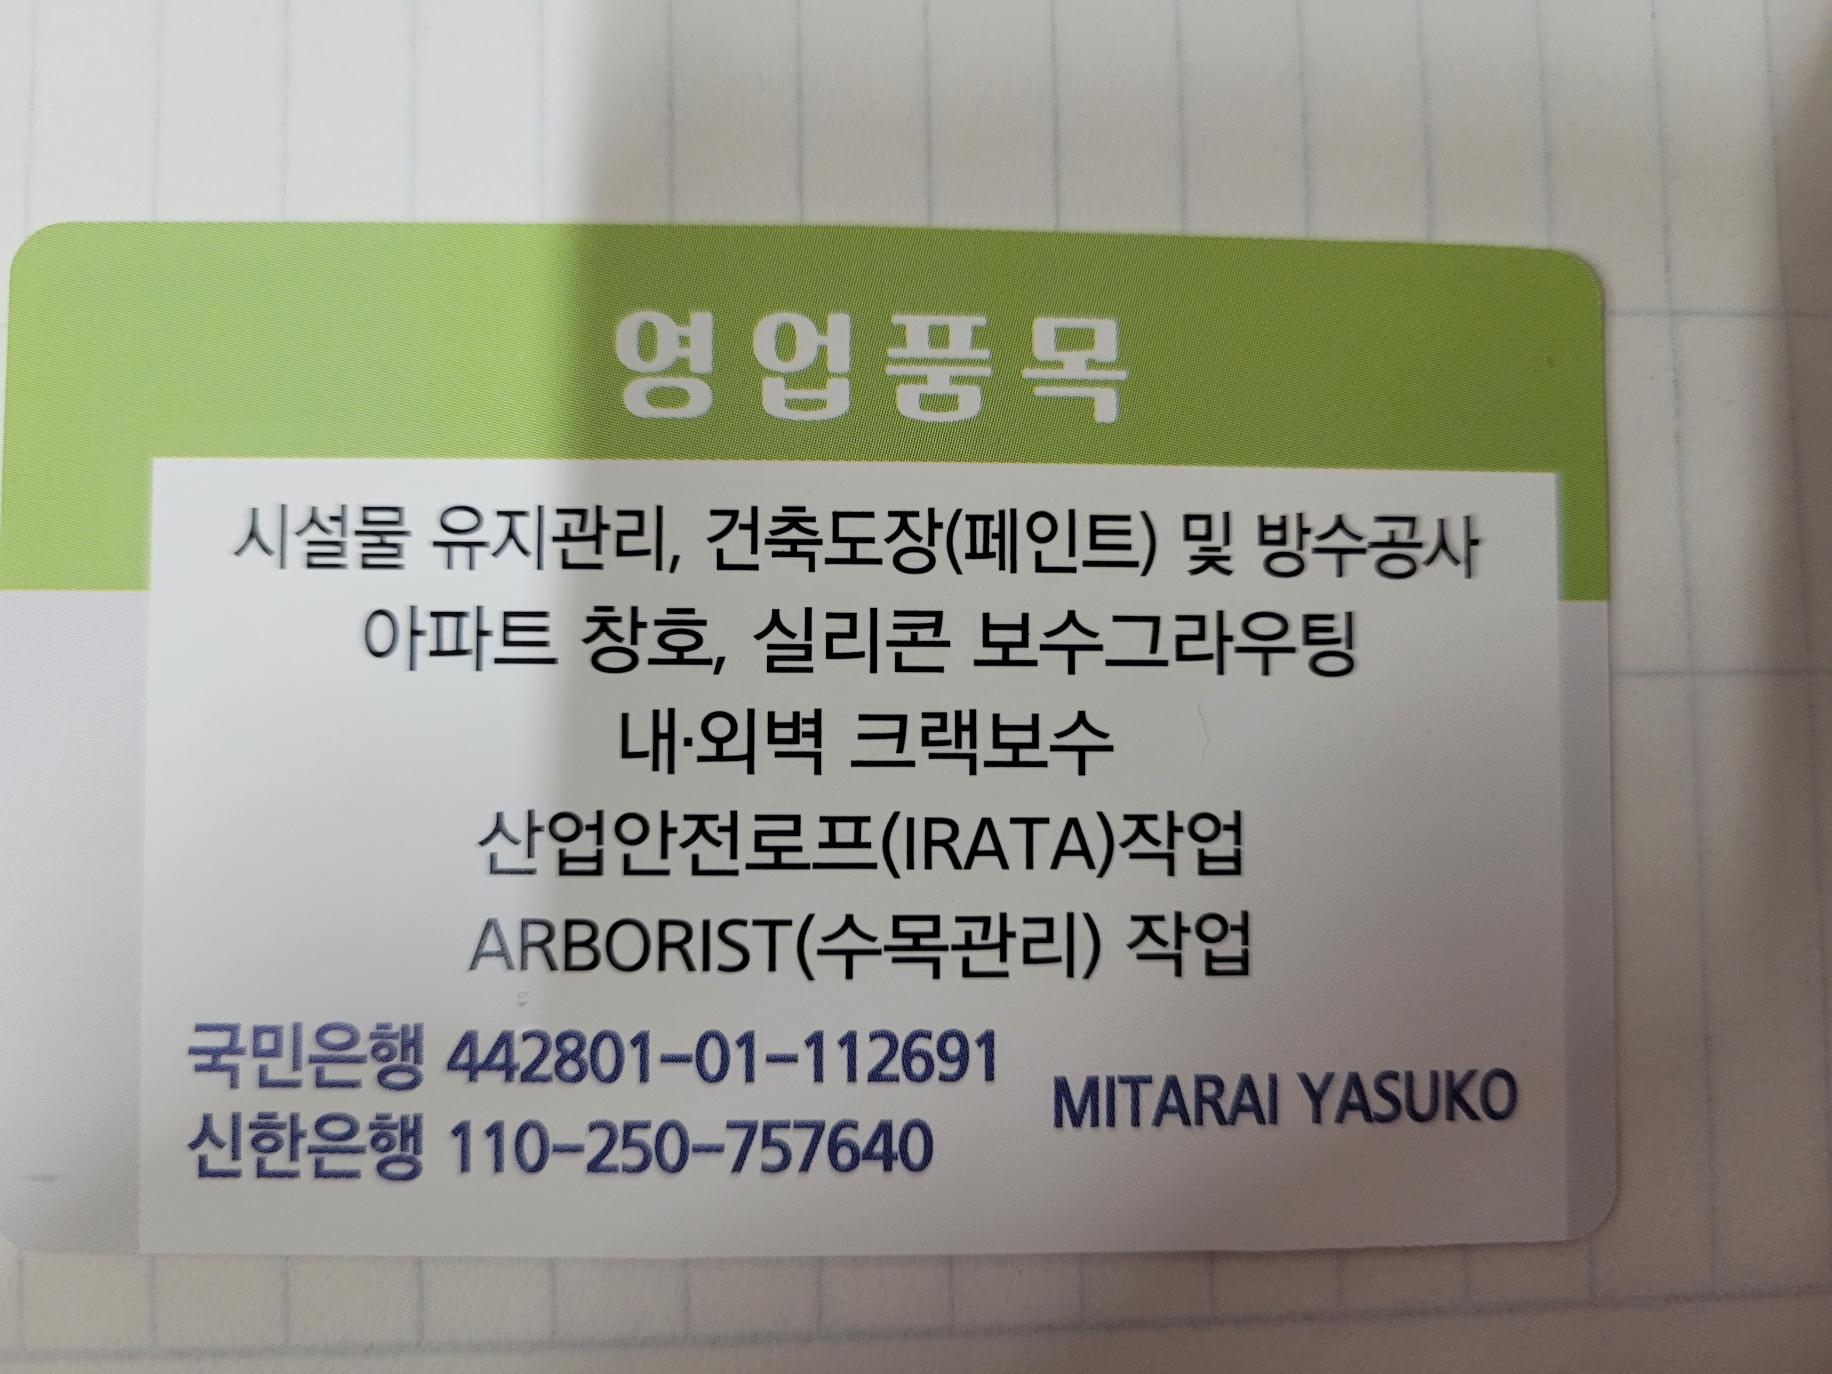 영업품목
시설물 유지관리, 건축도장(페인트) 및 방수공사
아파트 창호, 실리콘 보수그라우팅
내·외벽 크랙보수
산업안전로프(IRATA)작업
ARBORIST(수목관리) 작업
국민은행 442801-01-112691
신한은행 110-250-757640
MITARAI YASUKO